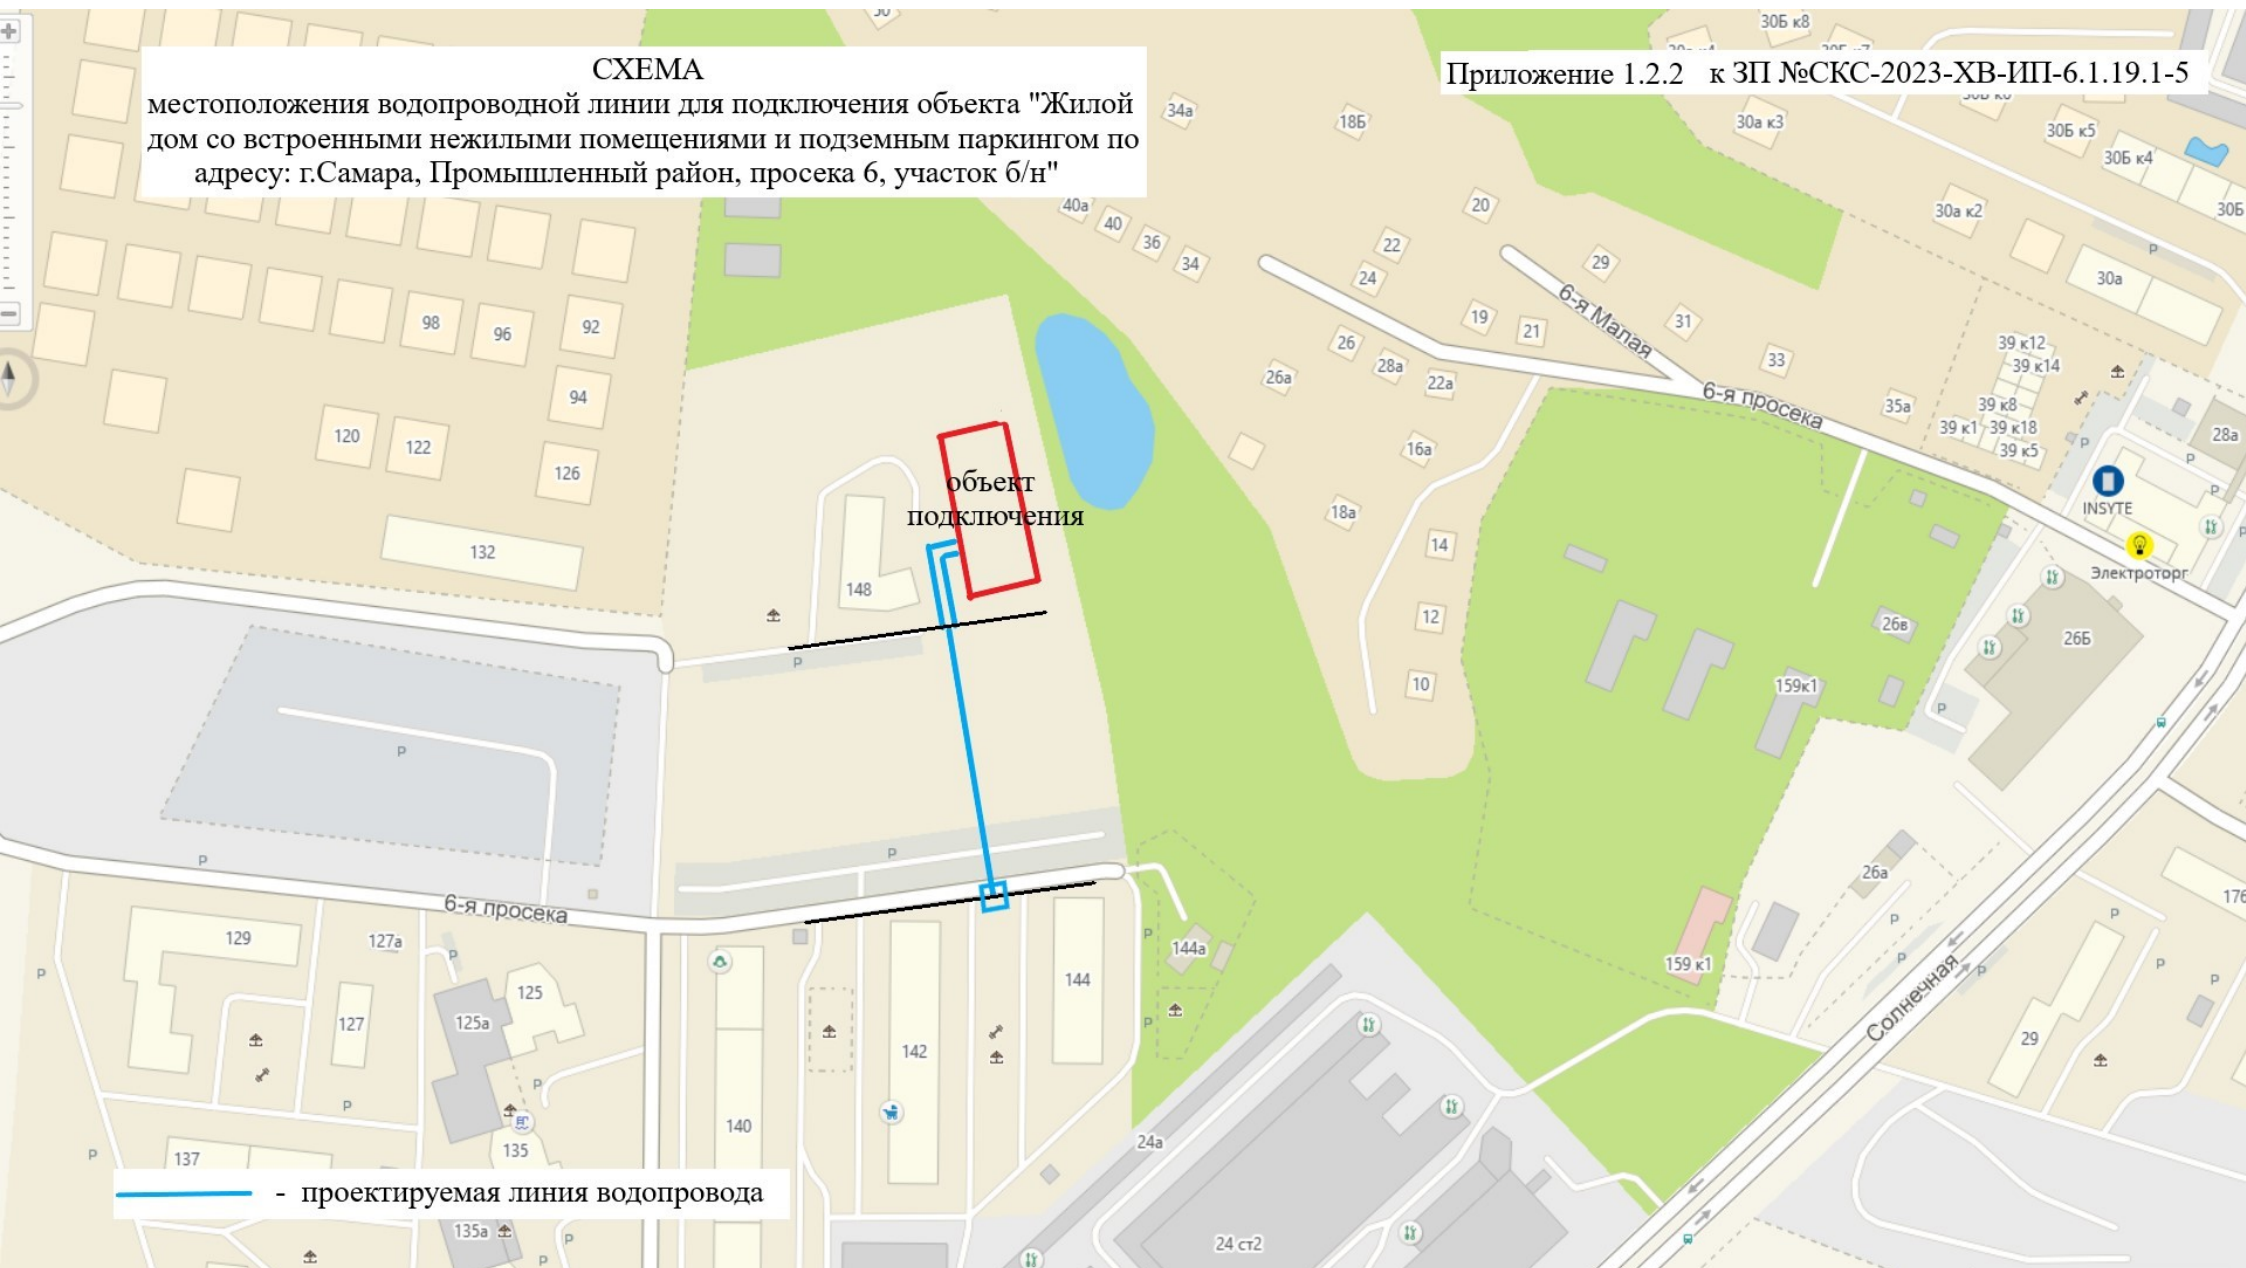 СХЕМА
местоположения водопроводной линии для подключения объекта "Жилой
дом со встроенными нежилыми помещениями и подземным паркингом по
адресу: г.Самара, Промышленный район, просека 6, участок б/н"
Приложение 1.2.2 к ЗП №СКС-2023-ХВ-ИП-6.1.19.1-5
30Б к8
34а
18Б
30а к3
30Б к5
30Б к4
40а
40
36
34
20
22
24
29
30а к2
30Б
30а
6-я Малая
98
96
92
94
19
21
31
26
28а
26а
22а
33
39 к12
39 к14
6-я просека
35а
39 к8
39 к1
39 к18
39 к5
28а
120
122
126
16а
18а
объект
подключения
INSYTE
Электроторг
132
148
14
12
10
26в
26Б
159к1
P
P
P
P
6-я просека
129
127а
127
125а
125
135
137
135а
140
142
144
144а
24а
24 ст2
26а
159 к1
Солнечная
176
29
- проектируемая линия водопровода